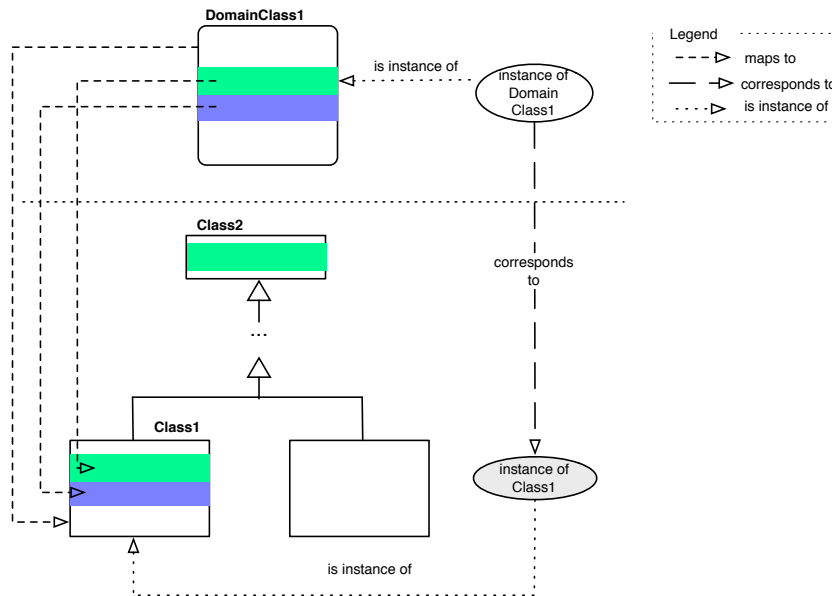 DomainClass1
Legend
maps to
corresponds to
is instance of
is instance of
instance of
Domain
Class1
Class2
corresponds
to
...
Class1
instance of
Class1
is instance of